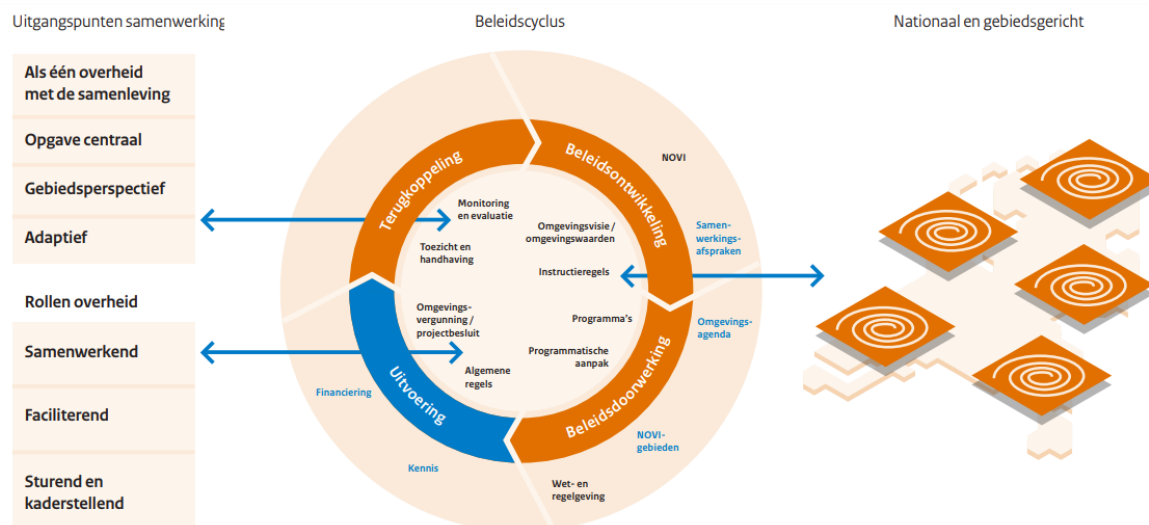 Uitgangspunten samenwerking
Beleidscyclus
Nationaal en gebiedsgericht
Als één overheid
met de samenleving
Opgave centraal
Gebiedsperspectief
Adaptief
Rollen overheid
Samenwerkend
Faciliterend
Sturend en
kaderstellend
Terugkoppeling
Beleidsontwikkeling
Beleidsdoorwerking
Uitvoering
Monitoring
en evaluatie
Toezicht en
handhaving
Omgevings-
vergunning /
projectbesluit
Algemene
regels
Omgevingsvisie /
omgevingswaarden
Instructieregels
Programma's
Programmatische
aanpak
NOVI
Samen-
werkings-
afspraken
Omgevings-
agenda
NOVI-
gebieden
Wet- en
regelgeving
Kennis
Financiering